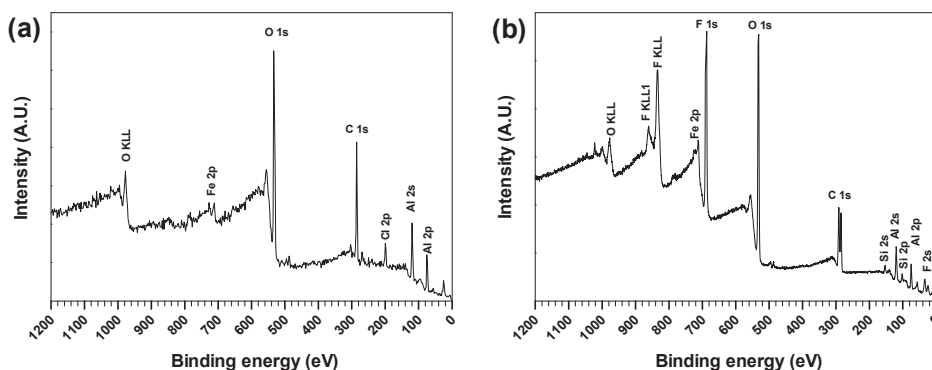 (a)
Intensity (A.U.)
O KLL
Fe 2p
O 1s
C 1s
Cl 2p
Al 2s
Al 2p
1200 1100 1000 900 800 700 600 500 400 300 200 100 0
Binding energy (eV)
(b)
Intensity (A.U.)
O KLL
F KLL1
F KLL
Fe 2p
F 1s
O 1s
C 1s
Si 2s
Al 2s
Si 2p
Al 2p
F 2s
1200 1100 1000 900 800 700 600 500 400 300 200 100 0
Binding energy (eV)